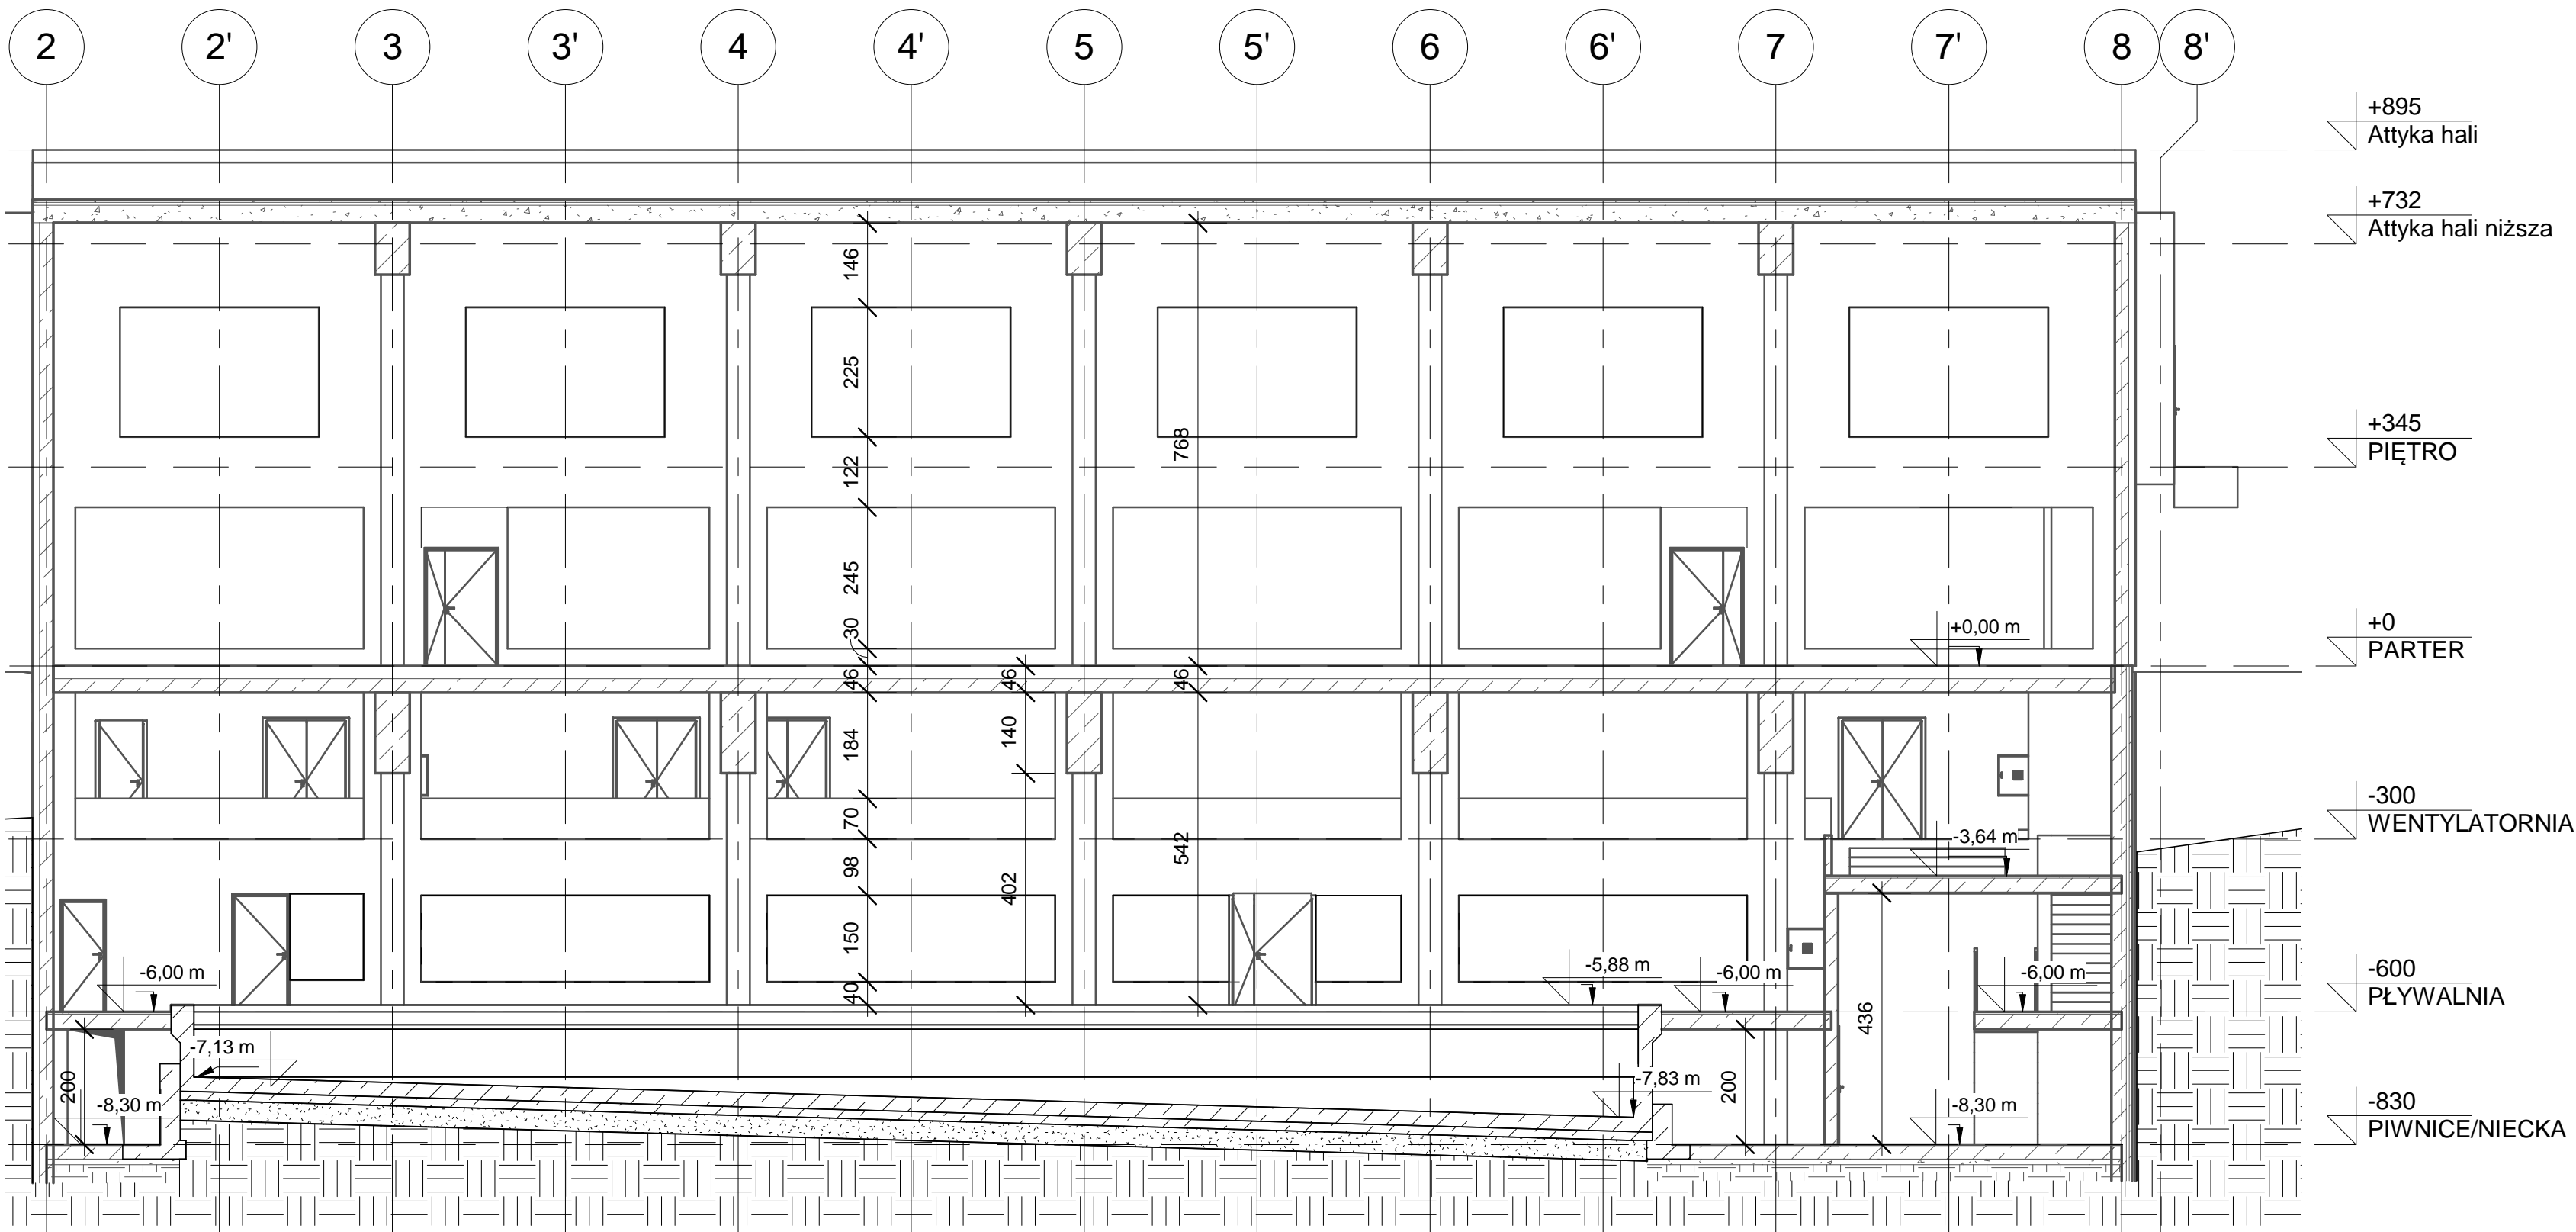 2 2' 3 3' 4 4' 5 5' 6 6' 7 7' 8 8'
+895
Attyka hali
+732
Attyka hali niższa
146
225
768
+345
PIĘTRO
122
245
30
+0,00 m
+0
PARTER
46 46 46
140
184
-300
WENTYLATORNIA
70
542
-3,64 m
98
402
150
40
-6,00 m
-5,88 m
-6,00 m
-6,00 m
-600
PŁYWALNIA
436
-7,13 m
-7,83 m
200
200
-8,30 m
-8,30 m
-830
PIWNICE/NIECKA